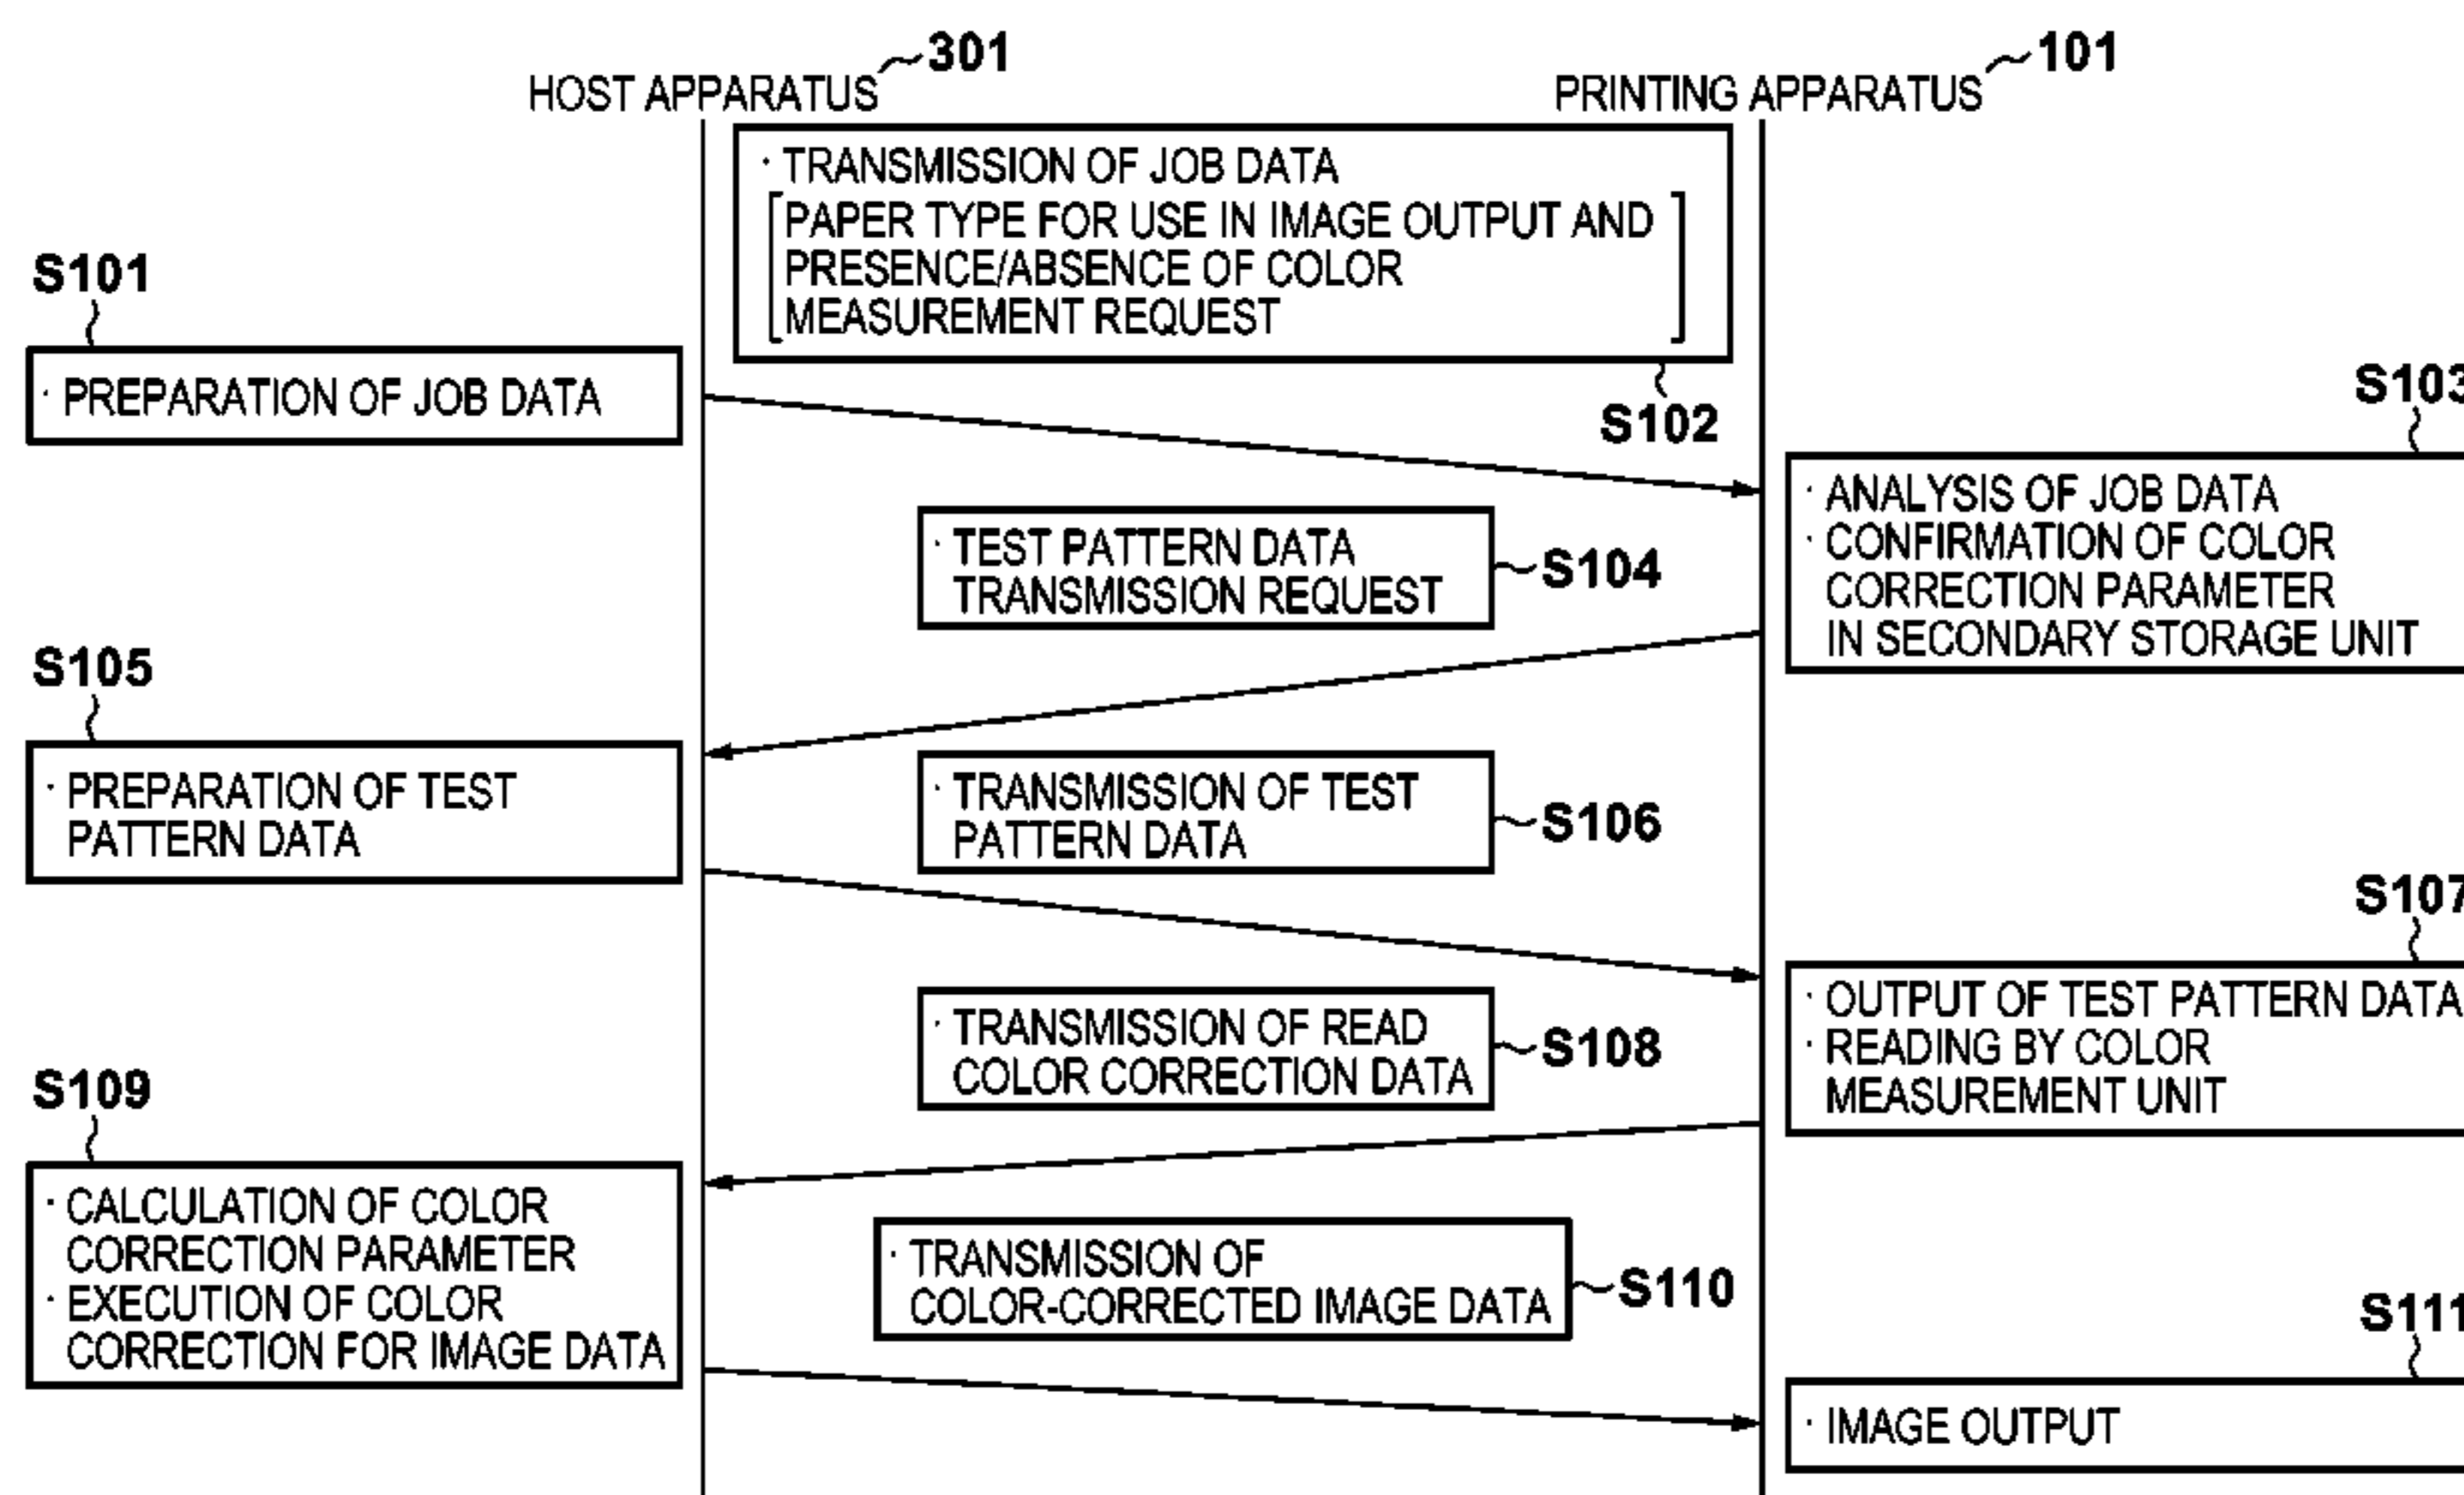 301
HOST APPARATUS
101
PRINTING APPARATUS
· TRANSMISSION OF JOB DATA
PAPER TYPE FOR USE IN IMAGE OUTPUT AND
PRESENCE/ABSENCE OF COLOR
MEASUREMENT REQUEST
S102
S101
· PREPARATION OF JOB DATA
S103
· ANALYSIS OF JOB DATA
· CONFIRMATION OF COLOR
CORRECTION PARAMETER
IN SECONDARY STORAGE UNIT
· TEST PATTERN DATA
TRANSMISSION REQUEST
S104
S105
· PREPARATION OF TEST
PATTERN DATA
· TRANSMISSION OF TEST
PATTERN DATA
S106
S107
· OUTPUT OF TEST PATTERN DATA
· READING BY COLOR
MEASUREMENT UNIT
· TRANSMISSION OF READ
COLOR CORRECTION DATA
S108
S109
· CALCULATION OF COLOR
CORRECTION PARAMETER
· EXECUTION OF COLOR
CORRECTION FOR IMAGE DATA
· TRANSMISSION OF
COLOR-CORRECTED IMAGE DATA
S110
S111
· IMAGE OUTPUT